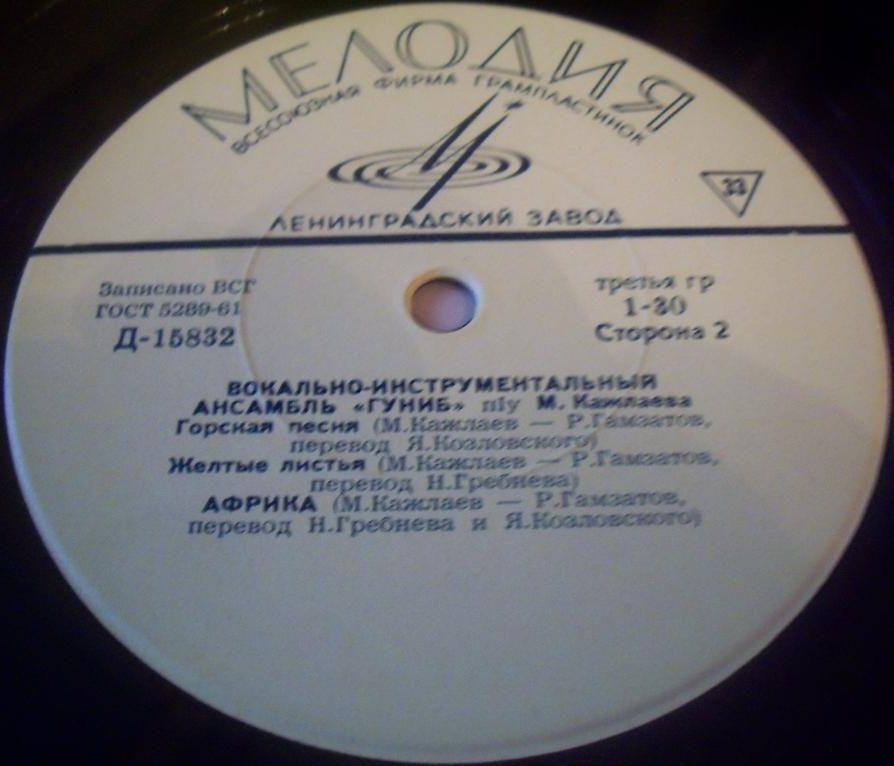 МЕЛОДИЯ
ВСЕСОЮЗНАЯ ФИРМА ГРАМПЛАСТИНОК
33
ЛЕНИНГРАДСКИЙ ЗАВОД
Записано ВСГ
ГОСТ 5289-61
Д-15832
третья гр
1-30
Сторона 2
ВОКАЛЬНО-ИНСТРУМЕНТАЛЬНЫЙ
АНСАМБЛЬ «ГУНИБ» п/у М. Кажлаева
Горская песня (М.Кажлаев — Р.Гамзатов,
перевод Я.Козловского)
Желтые листья (М.Кажлаев — Р.Гамзатов,
перевод Н.Гребнева)
АФРИКА (М.Кажлаев — Р.Гамзатов,
перевод Н.Гребнева и Я.Козловского)